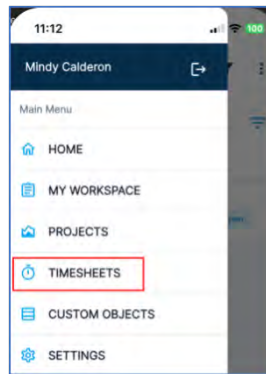 11:12
100
Mindy Calderon
Main Menu
HOME
MY WORKSPACE
PROJECTS
TIMESHEETS
CUSTOM OBJECTS
SETTINGS